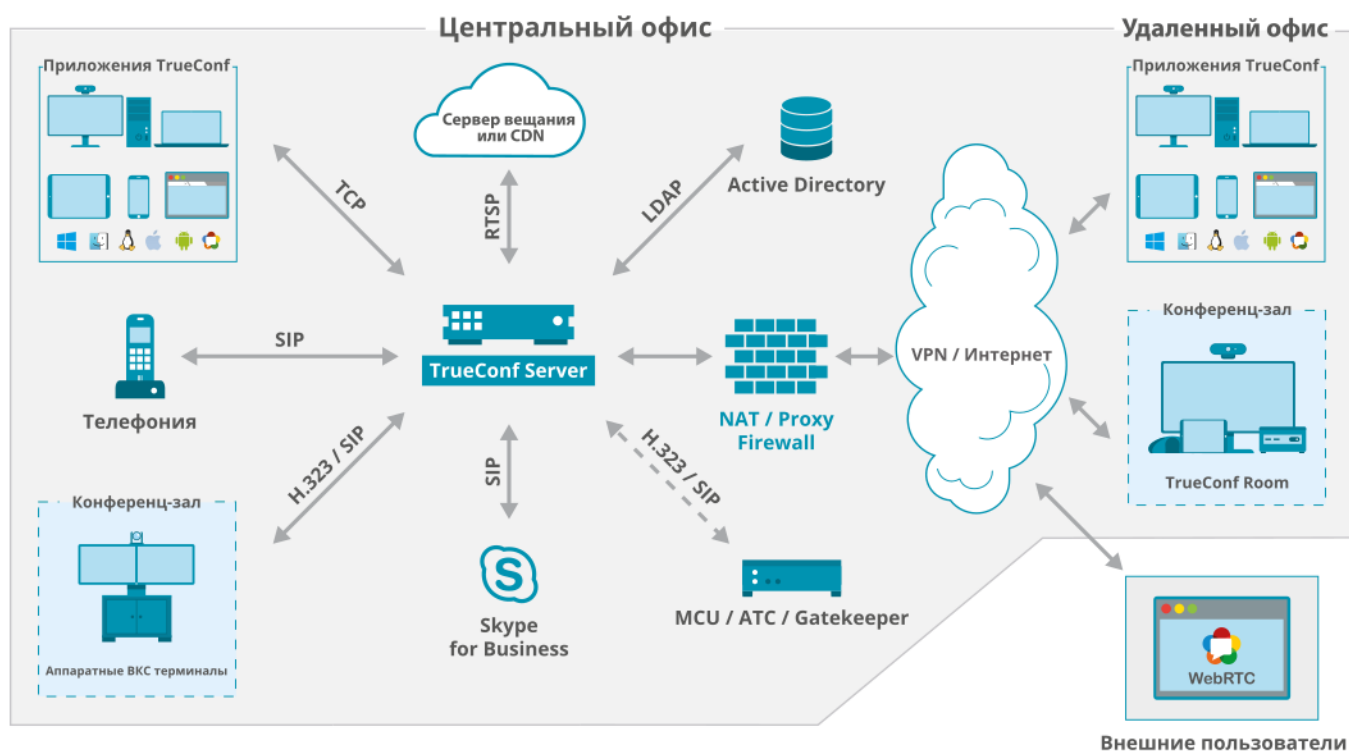 Центральный офис
Удаленный офис
Приложения TrueConf
Сервер вещания
или CDN
Active Directory
Приложения TrueConf
TCP
RTSP
LDAP
Телефония
SIP
TrueConf Server
NAT / Proxy
Firewall
VPN / Интернет
Конференц-зал
TrueConf Room
H.323 / SIP
SIP
H.323 / SIP
Конференц-зал
Аппаратные ВКС терминалы
S
Skype
for Business
MCU / ATC / Gatekeeper
WebRTC
Внешние пользователи